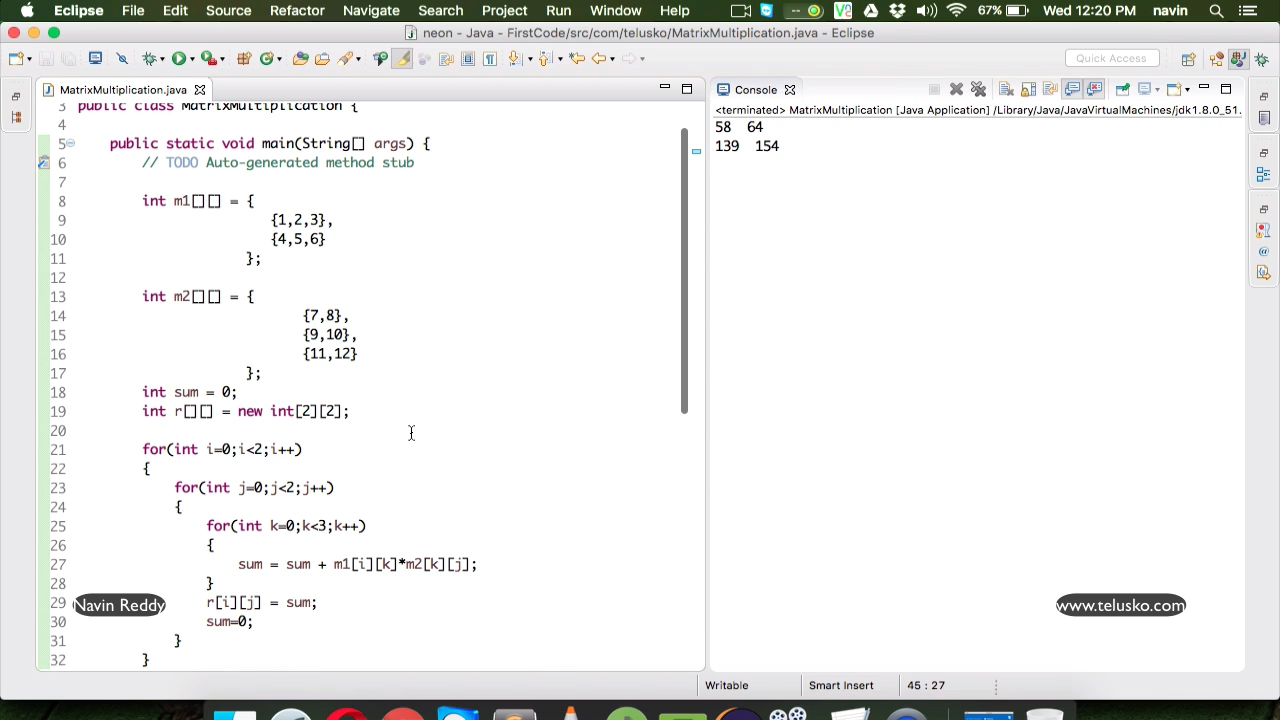 Eclipse File Edit Source Refactor Navigate Search Project Run Window Help 67% Wed 12:20 PM navin
neon - Java - FirstCode/src/com/telusko/MatrixMultiplication.java - Eclipse
Quick Access
MatrixMultiplication.java
3 public class MatrixMultiplication {
4
5 public static void main(String[] args) {
6 // TODO Auto-generated method stub
7
8 int m1[][] = {
9 {1,2,3},
10 {4,5,6}
11 };
12
13 int m2[][] = {
14 {7,8},
15 {9,10},
16 {11,12}
17 };
18 int sum = 0;
19 int r[][] = new int[2][2];
20
21 for(int i=0;i<2;i++)
22 {
23 for(int j=0;j<2;j++)
24 {
25 for(int k=0;k<3;k++)
26 {
27 sum = sum + m1[i][k]*m2[k][j];
28 }
29 r[i][j] = sum;
30 sum=0;
31 }
32 }
Navin Reddy
Console
<terminated> MatrixMultiplication [Java Application] /Library/Java/JavaVirtualMachines/jdk1.8.0_51.
58 64
139 154
www.telusko.com
Writable Smart Insert 45 : 27